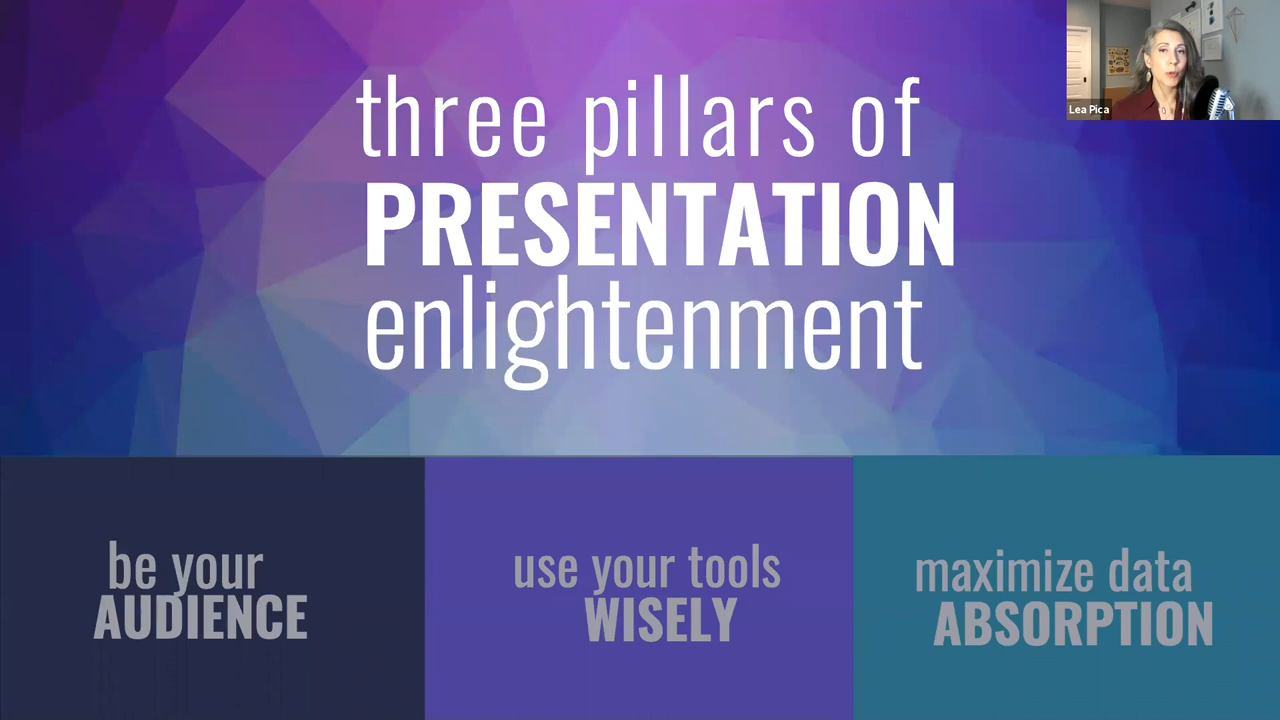 three pillars of
PRESENTATION
enlightenment
Lea Pica
be your
AUDIENCE
use your tools
WISELY
maximize data
ABSORPTION